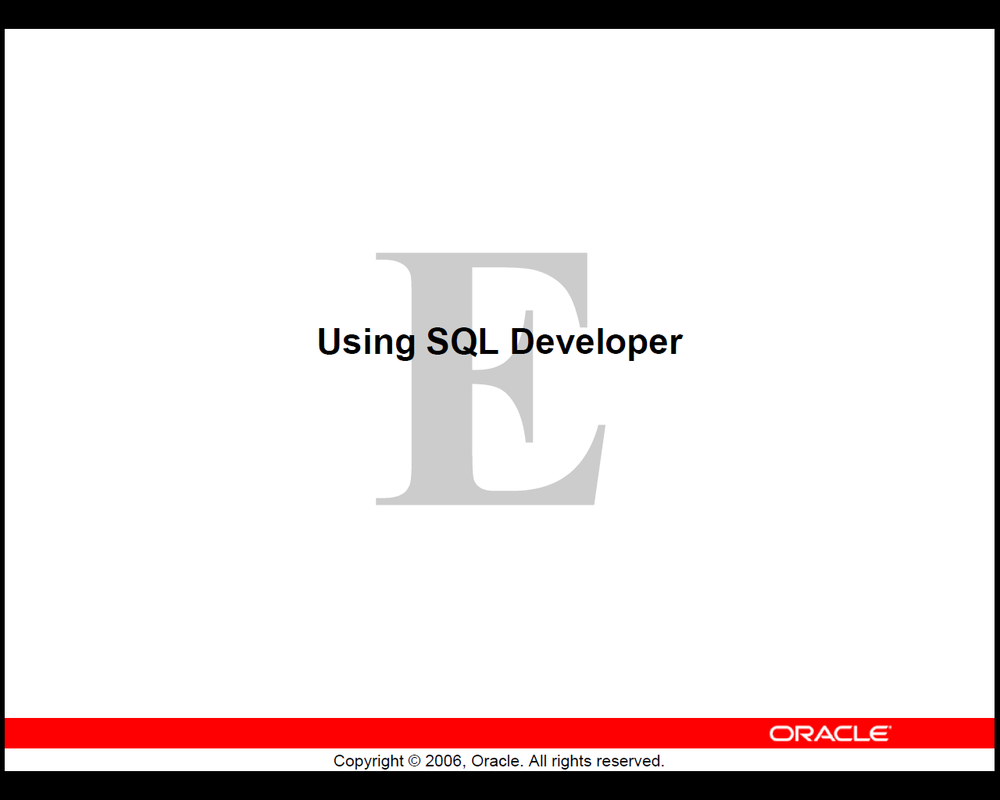 E
Using SQL Developer
ORACLE
Copyright © 2006, Oracle. All rights reserved.